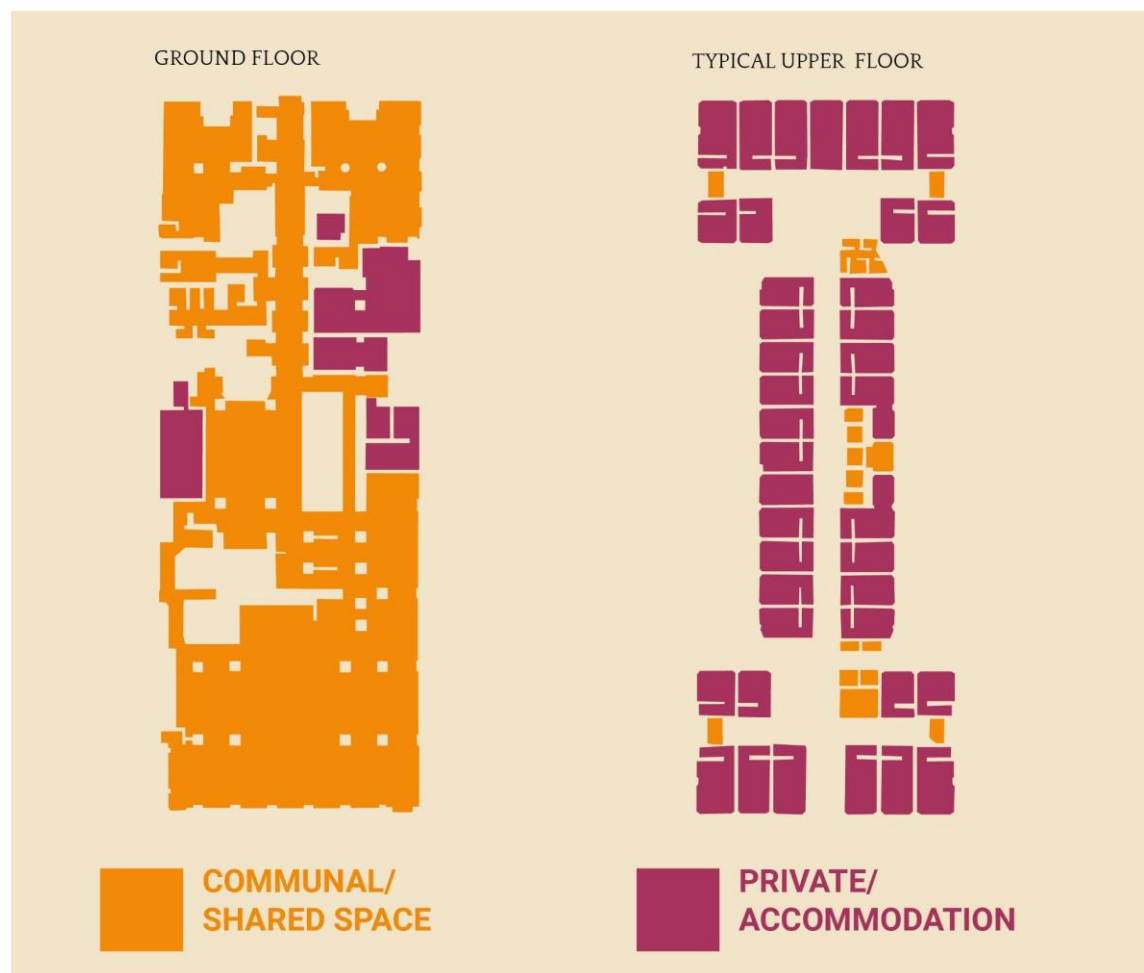 GROUND FLOOR
TYPICAL UPPER FLOOR
COMMUNAL/
SHARED SPACE
PRIVATE/
ACCOMMODATION